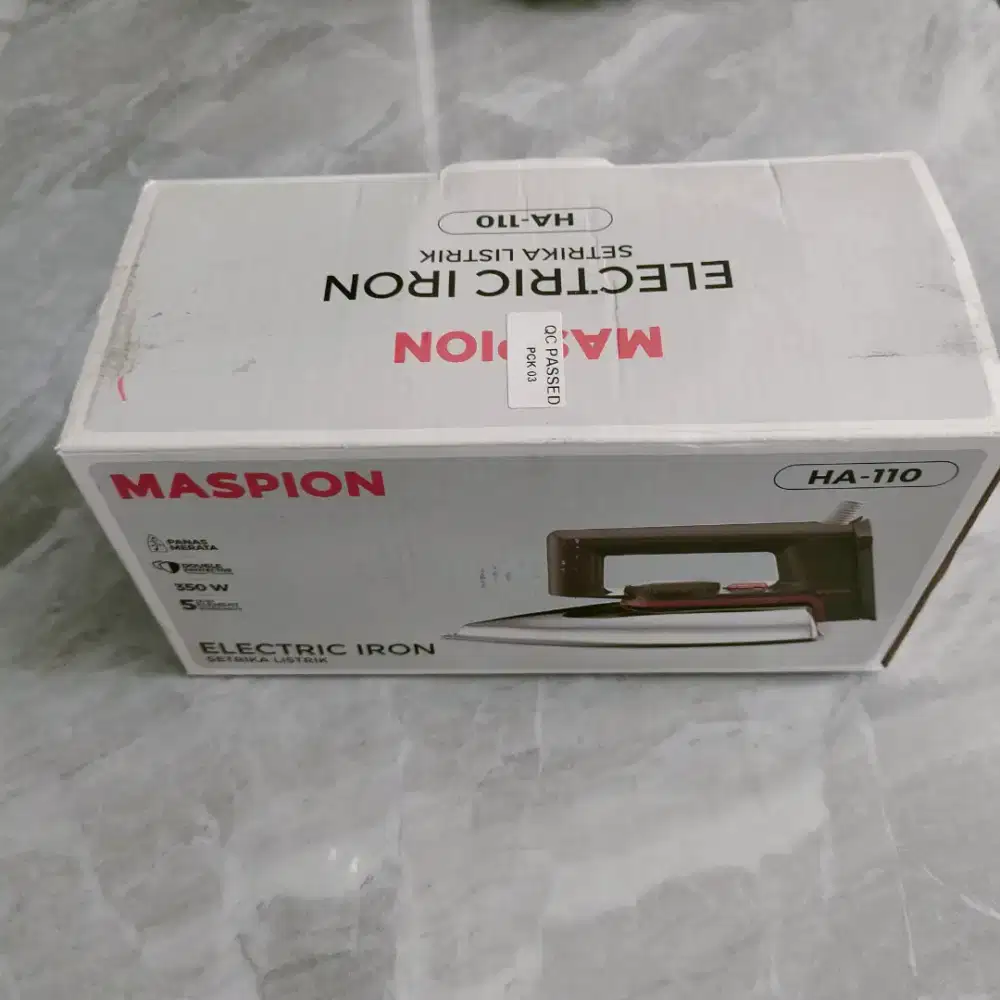 HA-110
SETRIKA LISTRIK
ELECTRIC IRON
MASPION
QC PASSED
PCK 03
MASPION
HA-110
PANAS
MERATA
DOUBLE
350 W
5
ELECTRIC IRON
SETRIKA LISTRIK